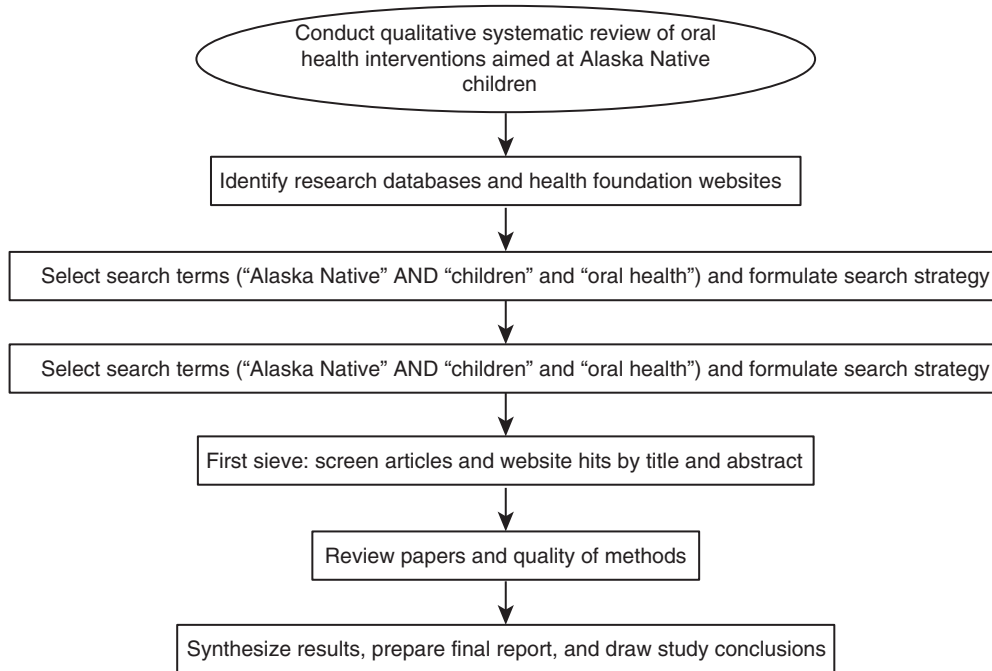 Conduct qualitative systematic review of oral
health interventions aimed at Alaska Native
children
Identify research databases and health foundation websites
Select search terms (“Alaska Native” AND “children” and “oral health”) and formulate search strategy
Select search terms (“Alaska Native” AND “children” and “oral health”) and formulate search strategy
First sieve: screen articles and website hits by title and abstract
Review papers and quality of methods
Synthesize results, prepare final report, and draw study conclusions